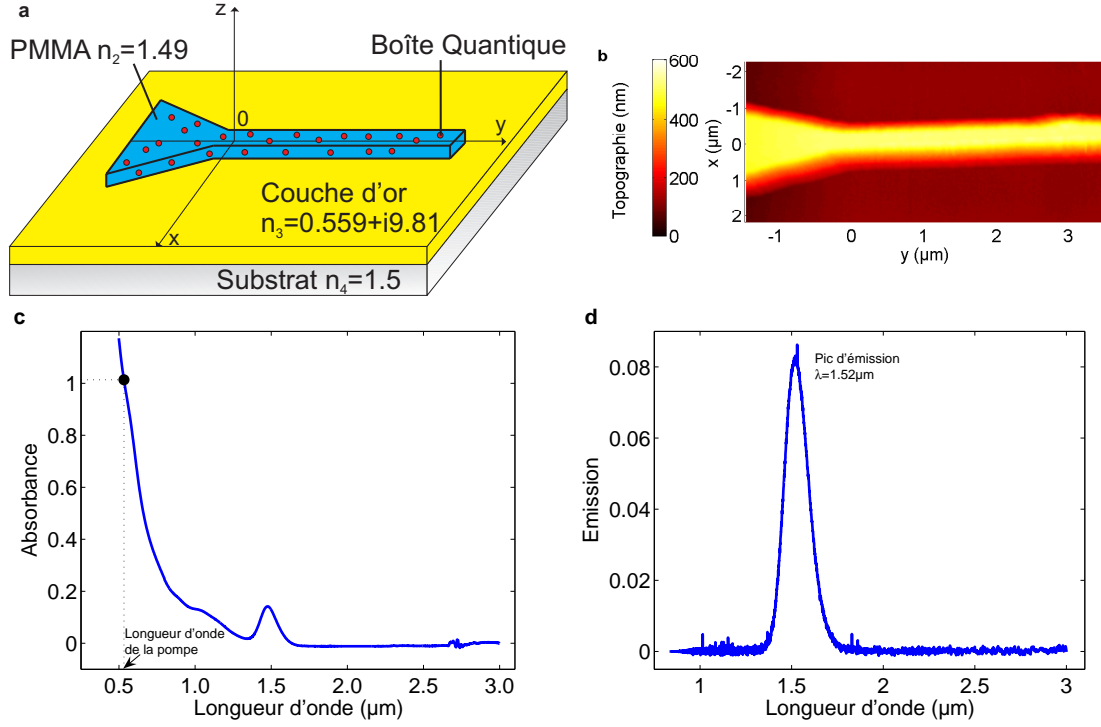 a
z
PMMA n2=1.49
Boîte Quantique
0
y
Couche d'or
n3=0.559+i9.81
x
Substrat n4=1.5
b
Topographie (nm)
600
400
200
0
x (µm)
-2
-1
0
1
2
-1 0 1 2 3
y (µm)
c
Absorbance
1
0.8
0.6
0.4
0.2
0
Longueur d'onde
de la pompe
0.5 1.0 1.5 2.0 2.5 3.0
Longueur d'onde (µm)
d
Emission
0.08
0.06
0.04
0.02
0
Pic d'émission
λ=1.52µm
1 1.5 2 2.5 3
Longueur d'onde (µm)